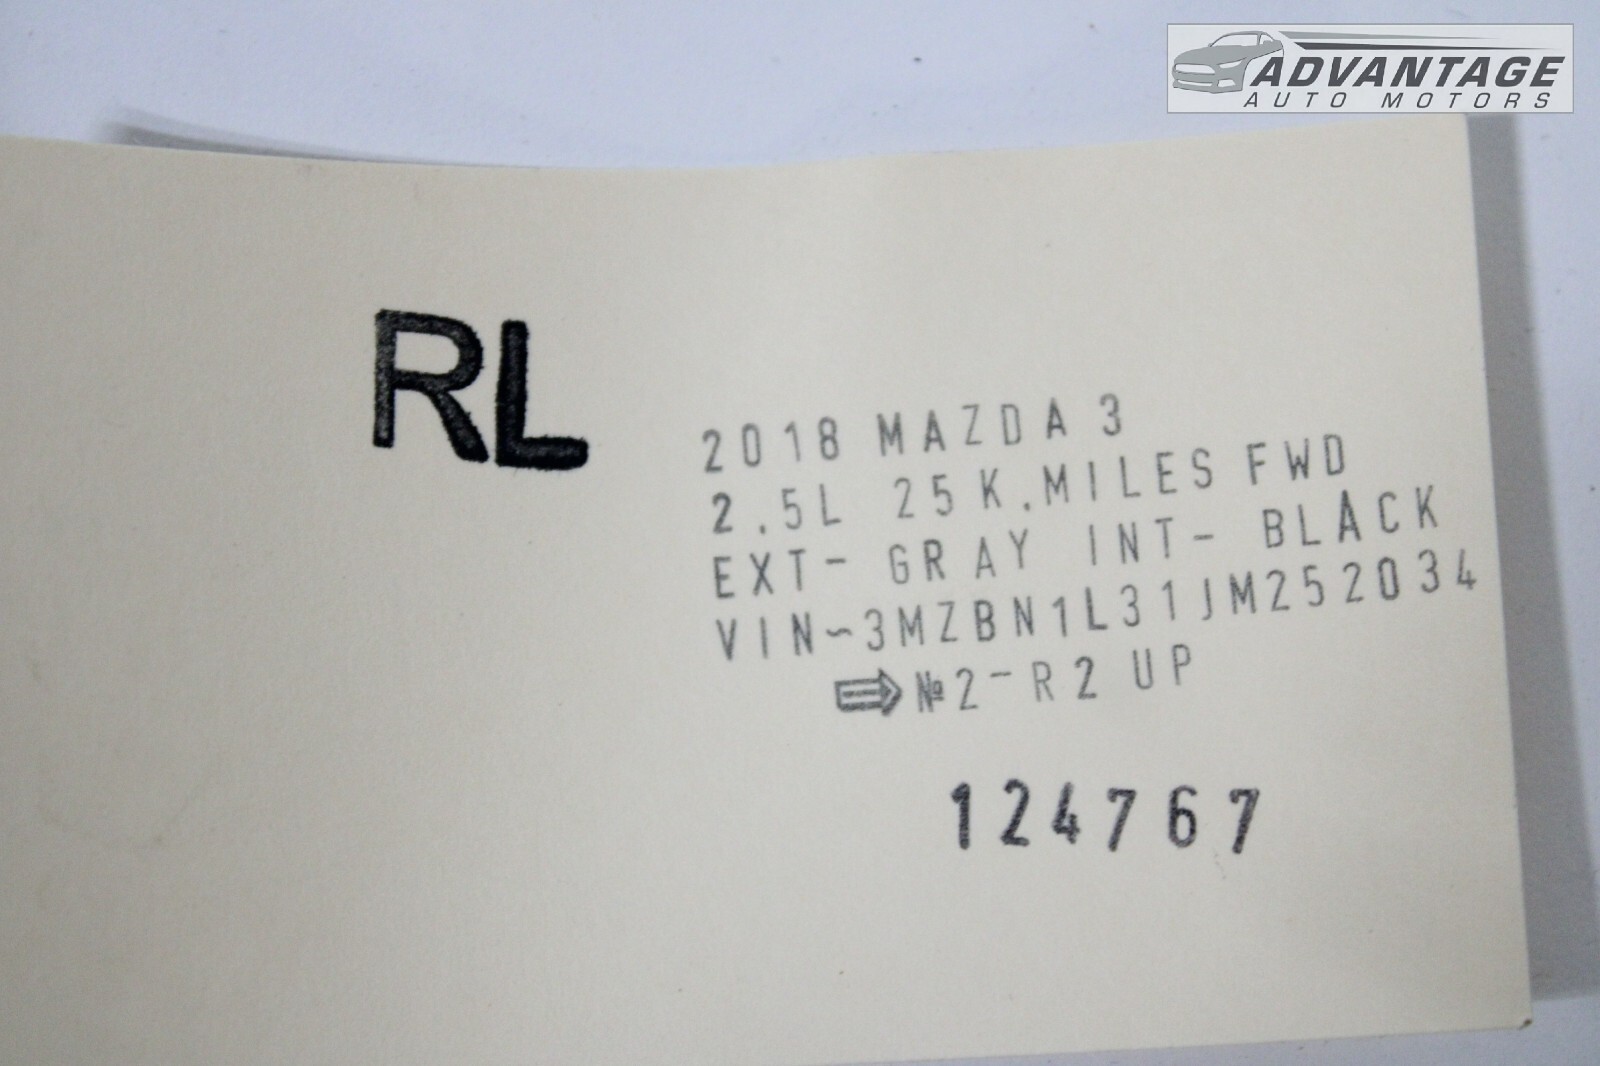 ADVANTAGE
AUTO MOTORS
RL
2018 MAZDA 3
2.5L 25K.MILES FWD
EXT- GRAY INT- BLACK
VIN~3MZBN1L31JM252034
⇨ №2-R2 UP
124767